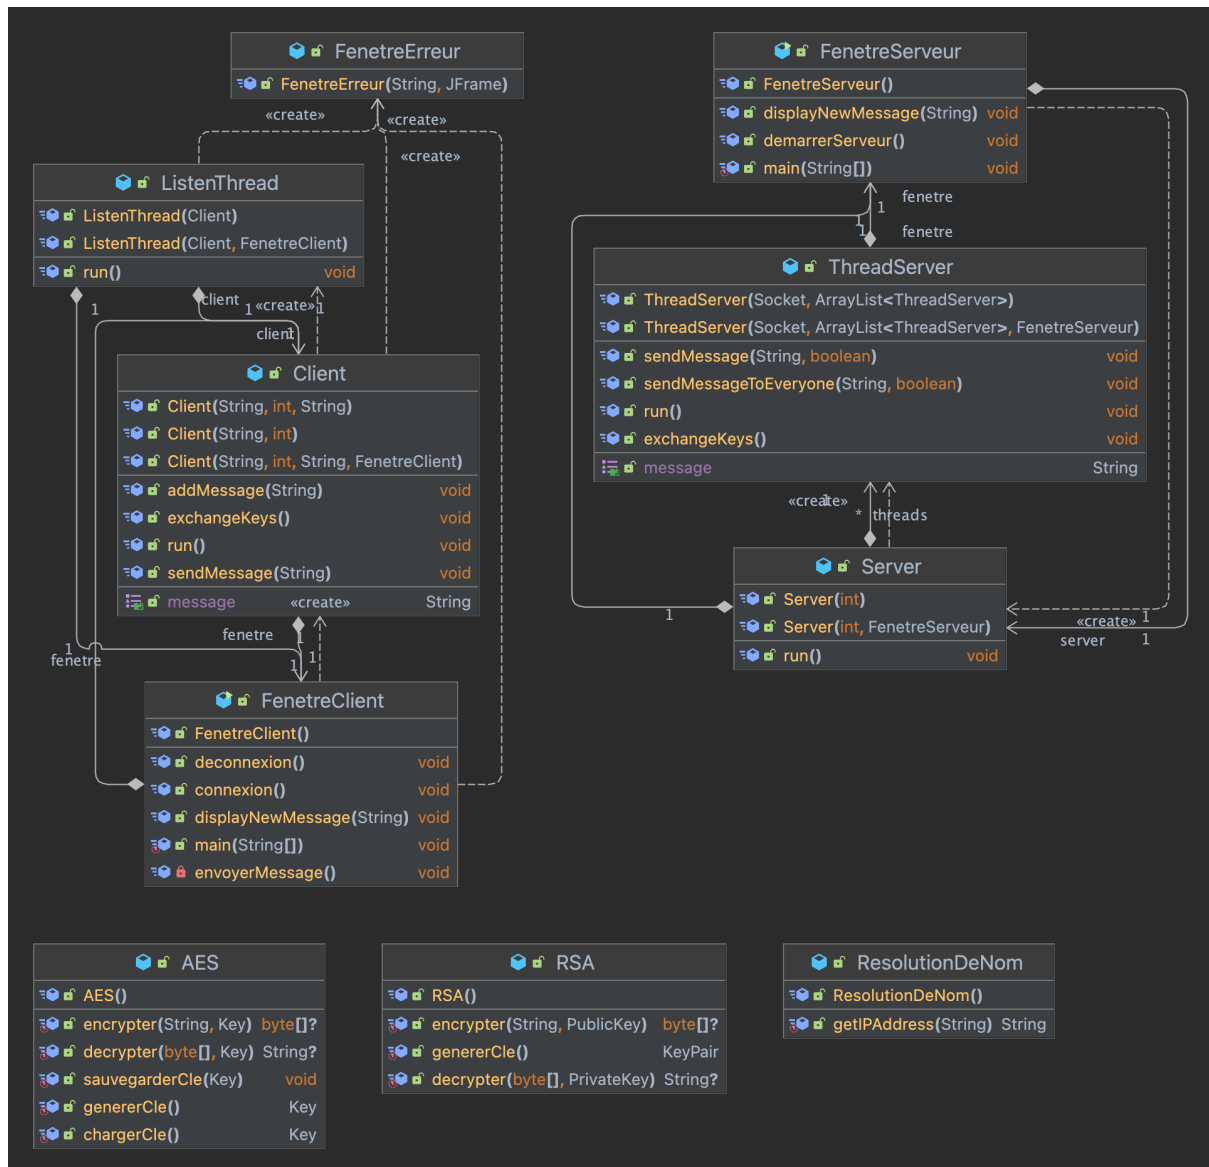 FenetreErreur
FenetreErreur(String, JFrame)
«create»
«create»
«create»
ListenThread
ListenThread(Client)
ListenThread(Client, FenetreClient)
run() void
1
client
1
«create»
1
client
1
Client
Client(String, int, String)
Client(String, int)
Client(String, int, String, FenetreClient)
addMessage(String) void
exchangeKeys() void
run() void
sendMessage(String) void
message String
«create»
fenetre
1
1
fenetre
1
1
FenetreClient
FenetreClient()
deconnexion() void
connexion() void
displayNewMessage(String) void
main(String[]) void
envoyerMessage() void
FenetreServeur
FenetreServeur()
displayNewMessage(String) void
demarrerServeur() void
main(String[]) void
fenetre
1
1
1
fenetre
ThreadServer
ThreadServer(Socket, ArrayList<ThreadServer>)
ThreadServer(Socket, ArrayList<ThreadServer>, FenetreServeur)
sendMessage(String, boolean) void
sendMessageToEveryone(String, boolean) void
run() void
exchangeKeys() void
message String
«create»
1
* threads
Server
Server(int)
Server(int, FenetreServeur)
run() void
1
«create» 1
server 1
AES
AES()
encrypter(String, Key) byte[]?
decrypter(byte[], Key) String?
sauvegarderCle(Key) void
genererCle() Key
chargerCle() Key
RSA
RSA()
encrypter(String, PublicKey) byte[]?
genererCle() KeyPair
decrypter(byte[], PrivateKey) String?
ResolutionDeNom
ResolutionDeNom()
getIPAddress(String) String